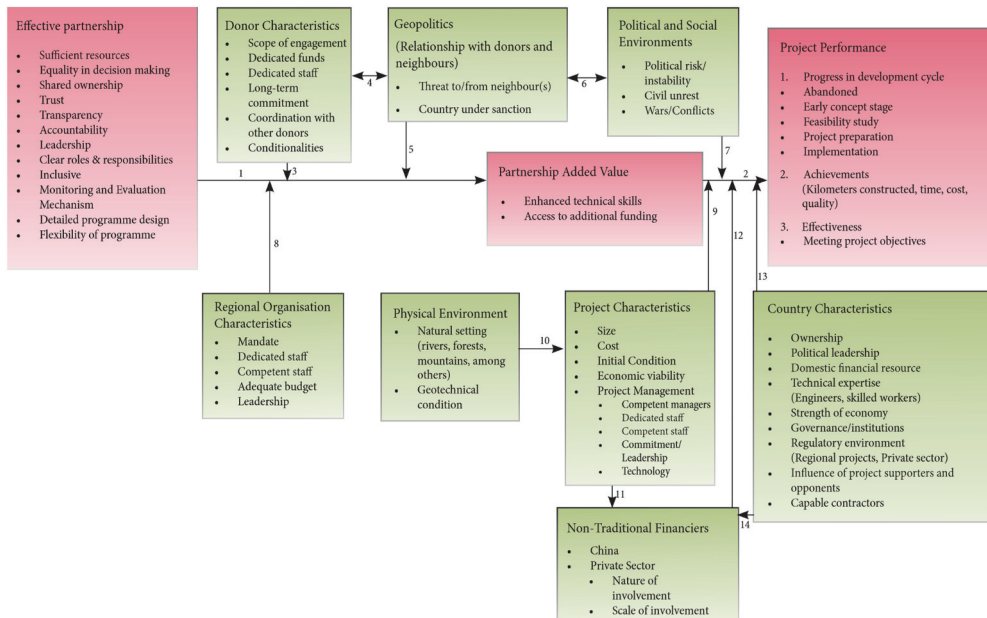 Effective partnership
• Sufficient resources
• Equality in decision making
• Shared ownership
• Trust
• Transparency
• Accountability
• Leadership
• Clear roles & responsibilities
• Inclusive
• Monitoring and Evaluation
Mechanism
• Detailed programme design
• Flexibility of programme
Donor Characteristics
• Scope of engagement
• Dedicated funds
• Dedicated staff
• Long-term
commitment
• Coordination with
other donors
• Conditionalities
4
Geopolitics
(Relationship with donors and
neighbours)
• Threat to/from neighbour(s)
• Country under sanction
6
Political and Social
Environments
• Political risk/
instability
• Civil unrest
• Wars/Conflicts
Project Performance
1. Progress in development cycle
• Abandoned
• Early concept stage
• Feasibility study
• Project preparation
• Implementation
2. Achievements
(Kilometers constructed, time, cost,
quality)
3. Effectiveness
• Meeting project objectives
1
3
5
7
2
Partnership Added Value
• Enhanced technical skills
• Access to additional funding
8
9
12
13
Regional Organisation
Characteristics
• Mandate
• Dedicated staff
• Competent staff
• Adequate budget
• Leadership
Physical Environment
• Natural setting
(rivers, forests,
mountains, among
others)
• Geotechnical
condition
10
Project Characteristics
• Size
• Cost
• Initial Condition
• Economic viability
• Project Management
• Competent managers
• Dedicated staff
• Competent staff
• Commitment/
Leadership
• Technology
11
Country Characteristics
• Ownership
• Political leadership
• Domestic financial resource
• Technical expertise
(Engineers, skilled workers)
• Strength of economy
• Governance/institutions
• Regulatory environment
(Regional projects, Private sector)
• Influence of project supporters and
opponents
• Capable contractors
14
Non-Traditional Financiers
• China
• Private Sector
• Nature of
involvement
• Scale of involvement